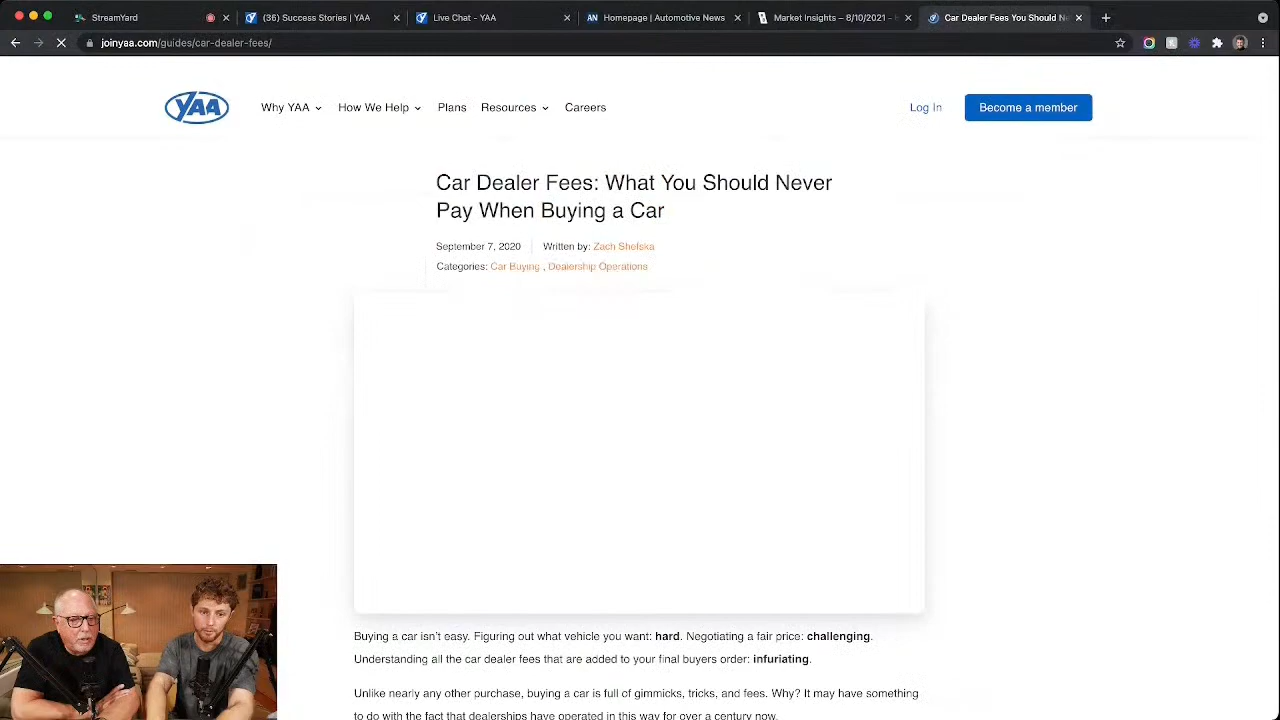 StreamYard
(36) Success Stories | YAA
Live Chat - YAA
AN Homepage | Automotive News
Market Insights – 8/10/2021 –
Car Dealer Fees You Should N
joinyaa.com/guides/car-dealer-fees/
YAA
Why YAA
How We Help
Plans
Resources
Careers
Log In
Become a member
Car Dealer Fees: What You Should Never
Pay When Buying a Car
September 7, 2020
Written by: Zach Shefska
Categories: Car Buying , Dealership Operations
Buying a car isn't easy. Figuring out what vehicle you want: hard. Negotiating a fair price: challenging.
Understanding all the car dealer fees that are added to your final buyers order: infuriating.
Unlike nearly any other purchase, buying a car is full of gimmicks, tricks, and fees. Why? It may have something
to do with the fact that dealerships have operated in this way for over a century now.